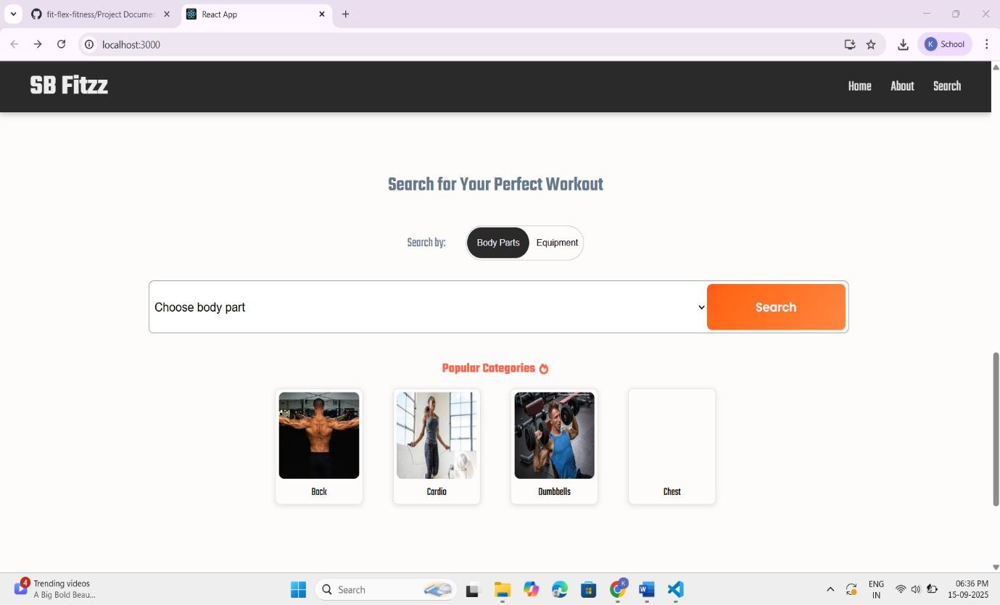 fit-flex-fitness/Project Documen
React App
localhost:3000
K School
SB Fitzz
Home About Search
Search for Your Perfect Workout
Search by: Body Parts Equipment
Choose body part
Search
Popular Categories
Back Cardio Dumbbells Chest
4
Trending videos
A Big Bold Beau...
Search
K
W
ENG
IN
06:36 PM
15-09-2025